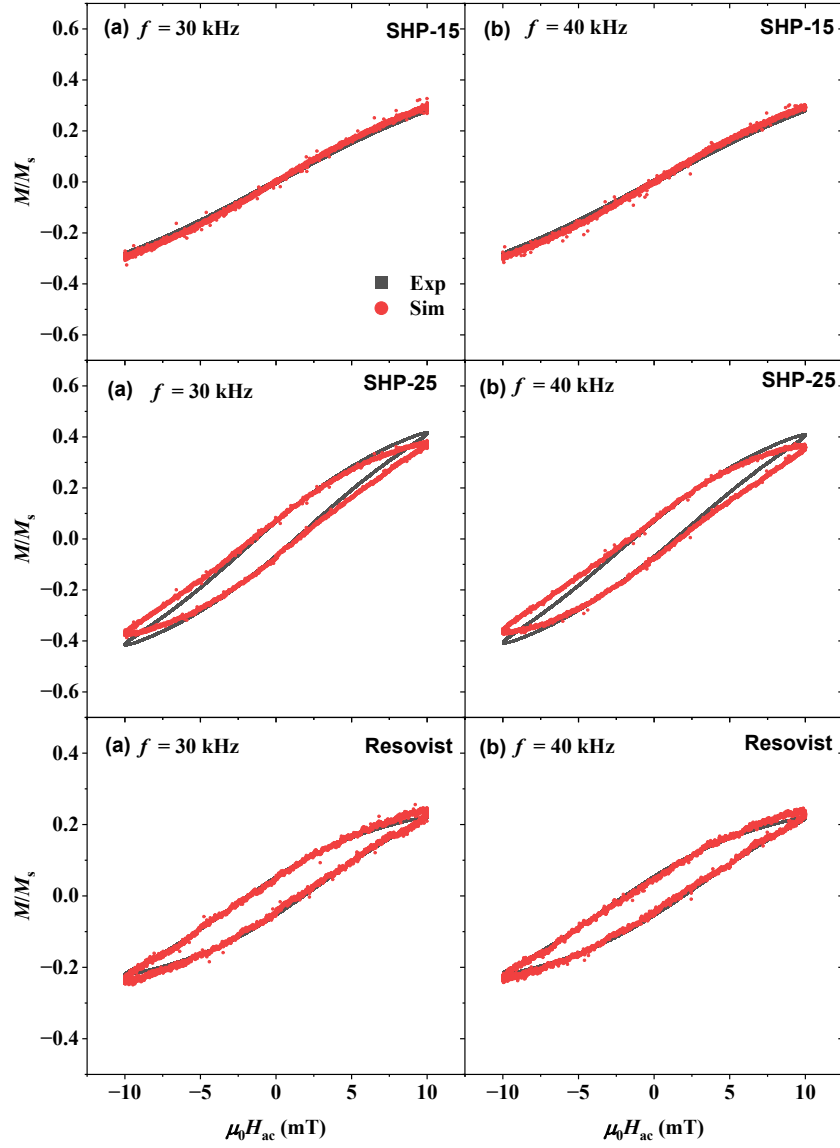 (a) f = 30 kHz SHP-15
(b) f = 40 kHz SHP-15
0.6
0.4
0.2
0.0
−0.2
−0.4
−0.6
M/Ms
Exp
Sim
(a) f = 30 kHz SHP-25
(b) f = 40 kHz SHP-25
0.6
0.4
0.2
0.0
−0.2
−0.4
−0.6
M/Ms
(a) f = 30 kHz Resovist
(b) f = 40 kHz Resovist
0.4
0.2
0.0
−0.2
−0.4
M/Ms
−10 −5 0 5 10
−10 −5 0 5 10
μ0Hac (mT)
μ0Hac (mT)